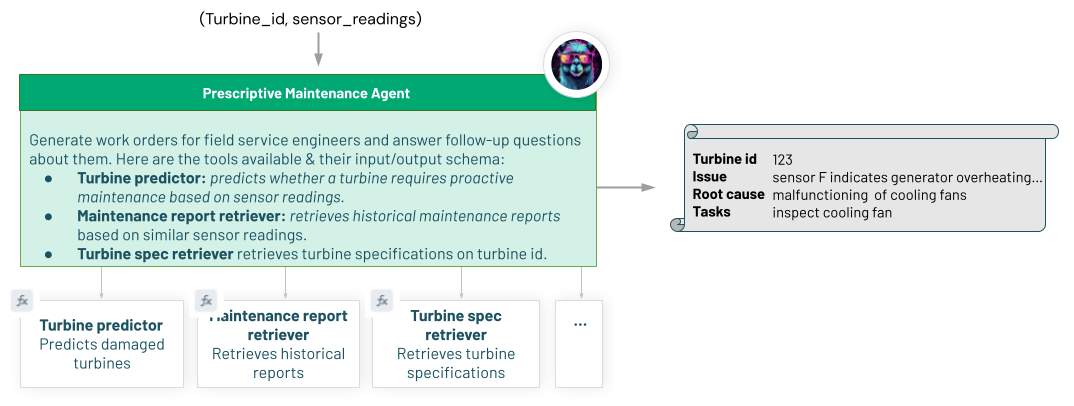 (Turbine_id, sensor_readings)
Prescriptive Maintenance Agent
Generate work orders for field service engineers and answer follow-up questions
about them. Here are the tools available & their input/output schema:
● Turbine predictor: predicts whether a turbine requires proactive
maintenance based on sensor readings.
● Maintenance report retriever: retrieves historical maintenance reports
based on similar sensor readings.
● Turbine spec retriever retrieves turbine specifications on turbine id.
Turbine id 123
Issue sensor F indicates generator overheating...
Root cause malfunctioning of cooling fans
Tasks inspect cooling fan
fx
Turbine predictor
Predicts damaged
turbines
fx
Maintenance report
retriever
Retrieves historical
reports
fx
Turbine spec
retriever
Retrieves turbine
specifications
...